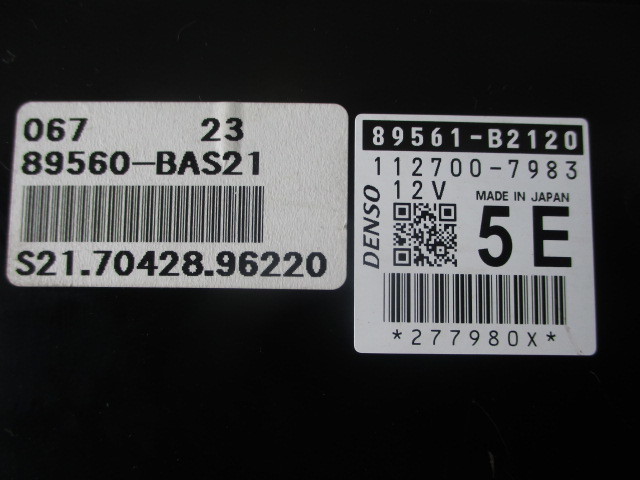 067 23
89560-BAS21
S21.70428.96220
89561-B2120
112700-7983
DENSO
12V
MADE IN JAPAN
5E
*277980X*